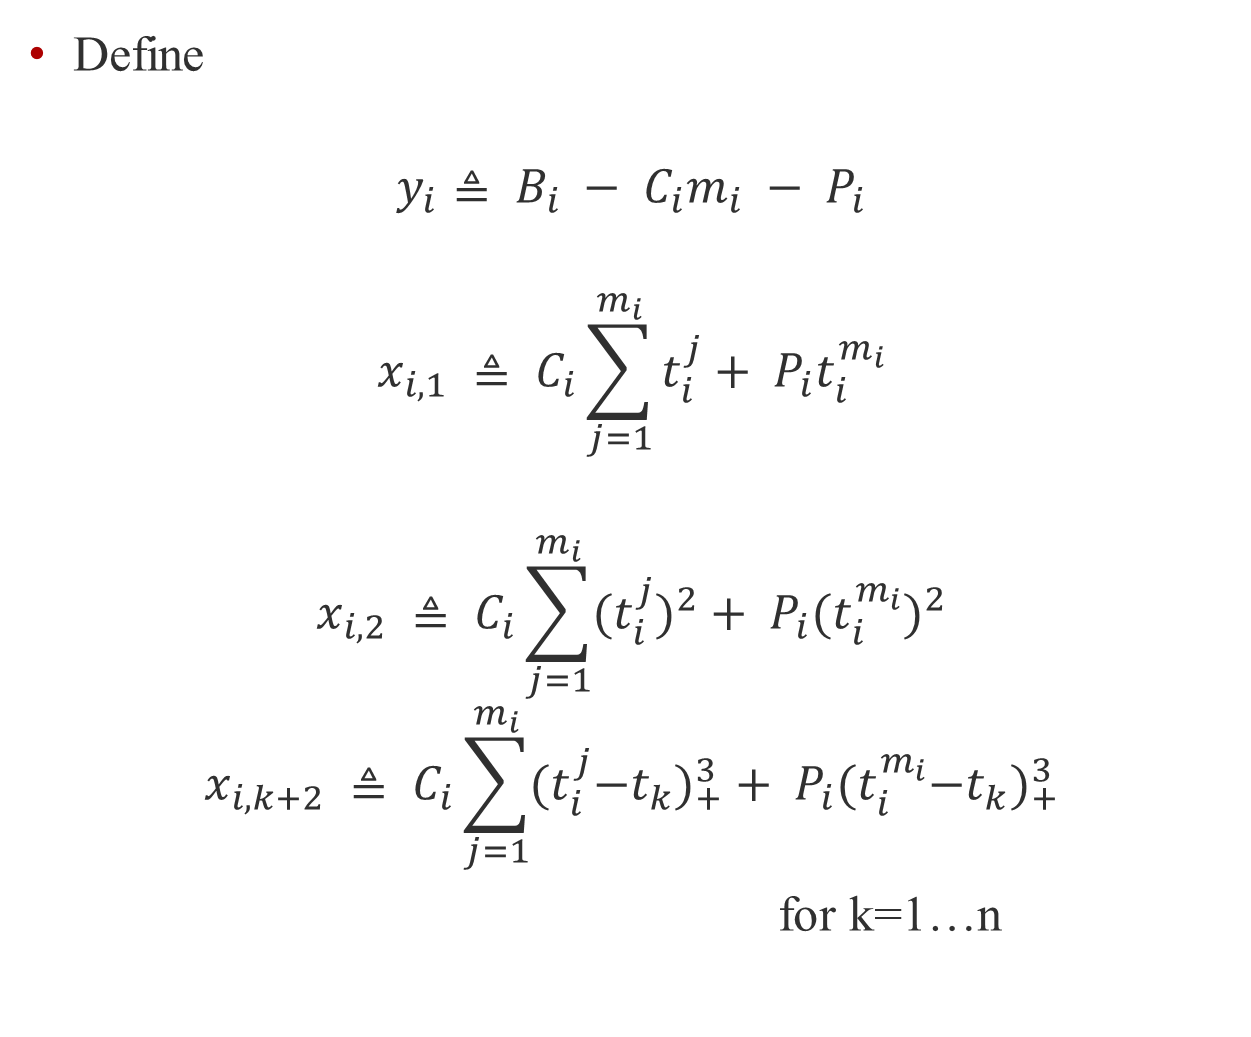 • Define
y_i ≜ B_i − C_i m_i − P_i
x_{i,1} ≜ C_i ∑_{j=1}^{m_i} t_i^j + P_i t_i^{m_i}
x_{i,2} ≜ C_i ∑_{j=1}^{m_i} (t_i^j)^2 + P_i (t_i^{m_i})^2
x_{i,k+2} ≜ C_i ∑_{j=1}^{m_i} (t_i^j − t_k)_+^3 + P_i (t_i^{m_i} − t_k)_+^3
for k=1…n